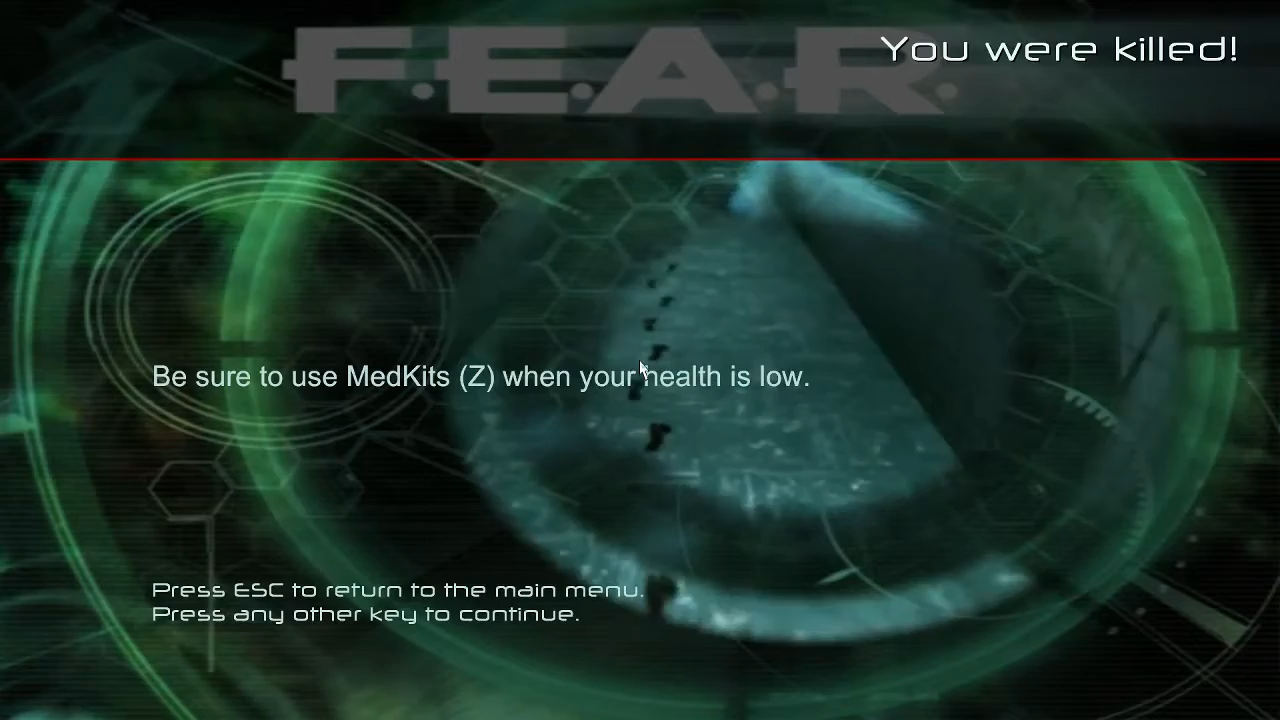 F.E.A.R.
You were killed!
Be sure to use MedKits (Z) when your health is low.
Press ESC to return to the main menu.
Press any other key to continue.